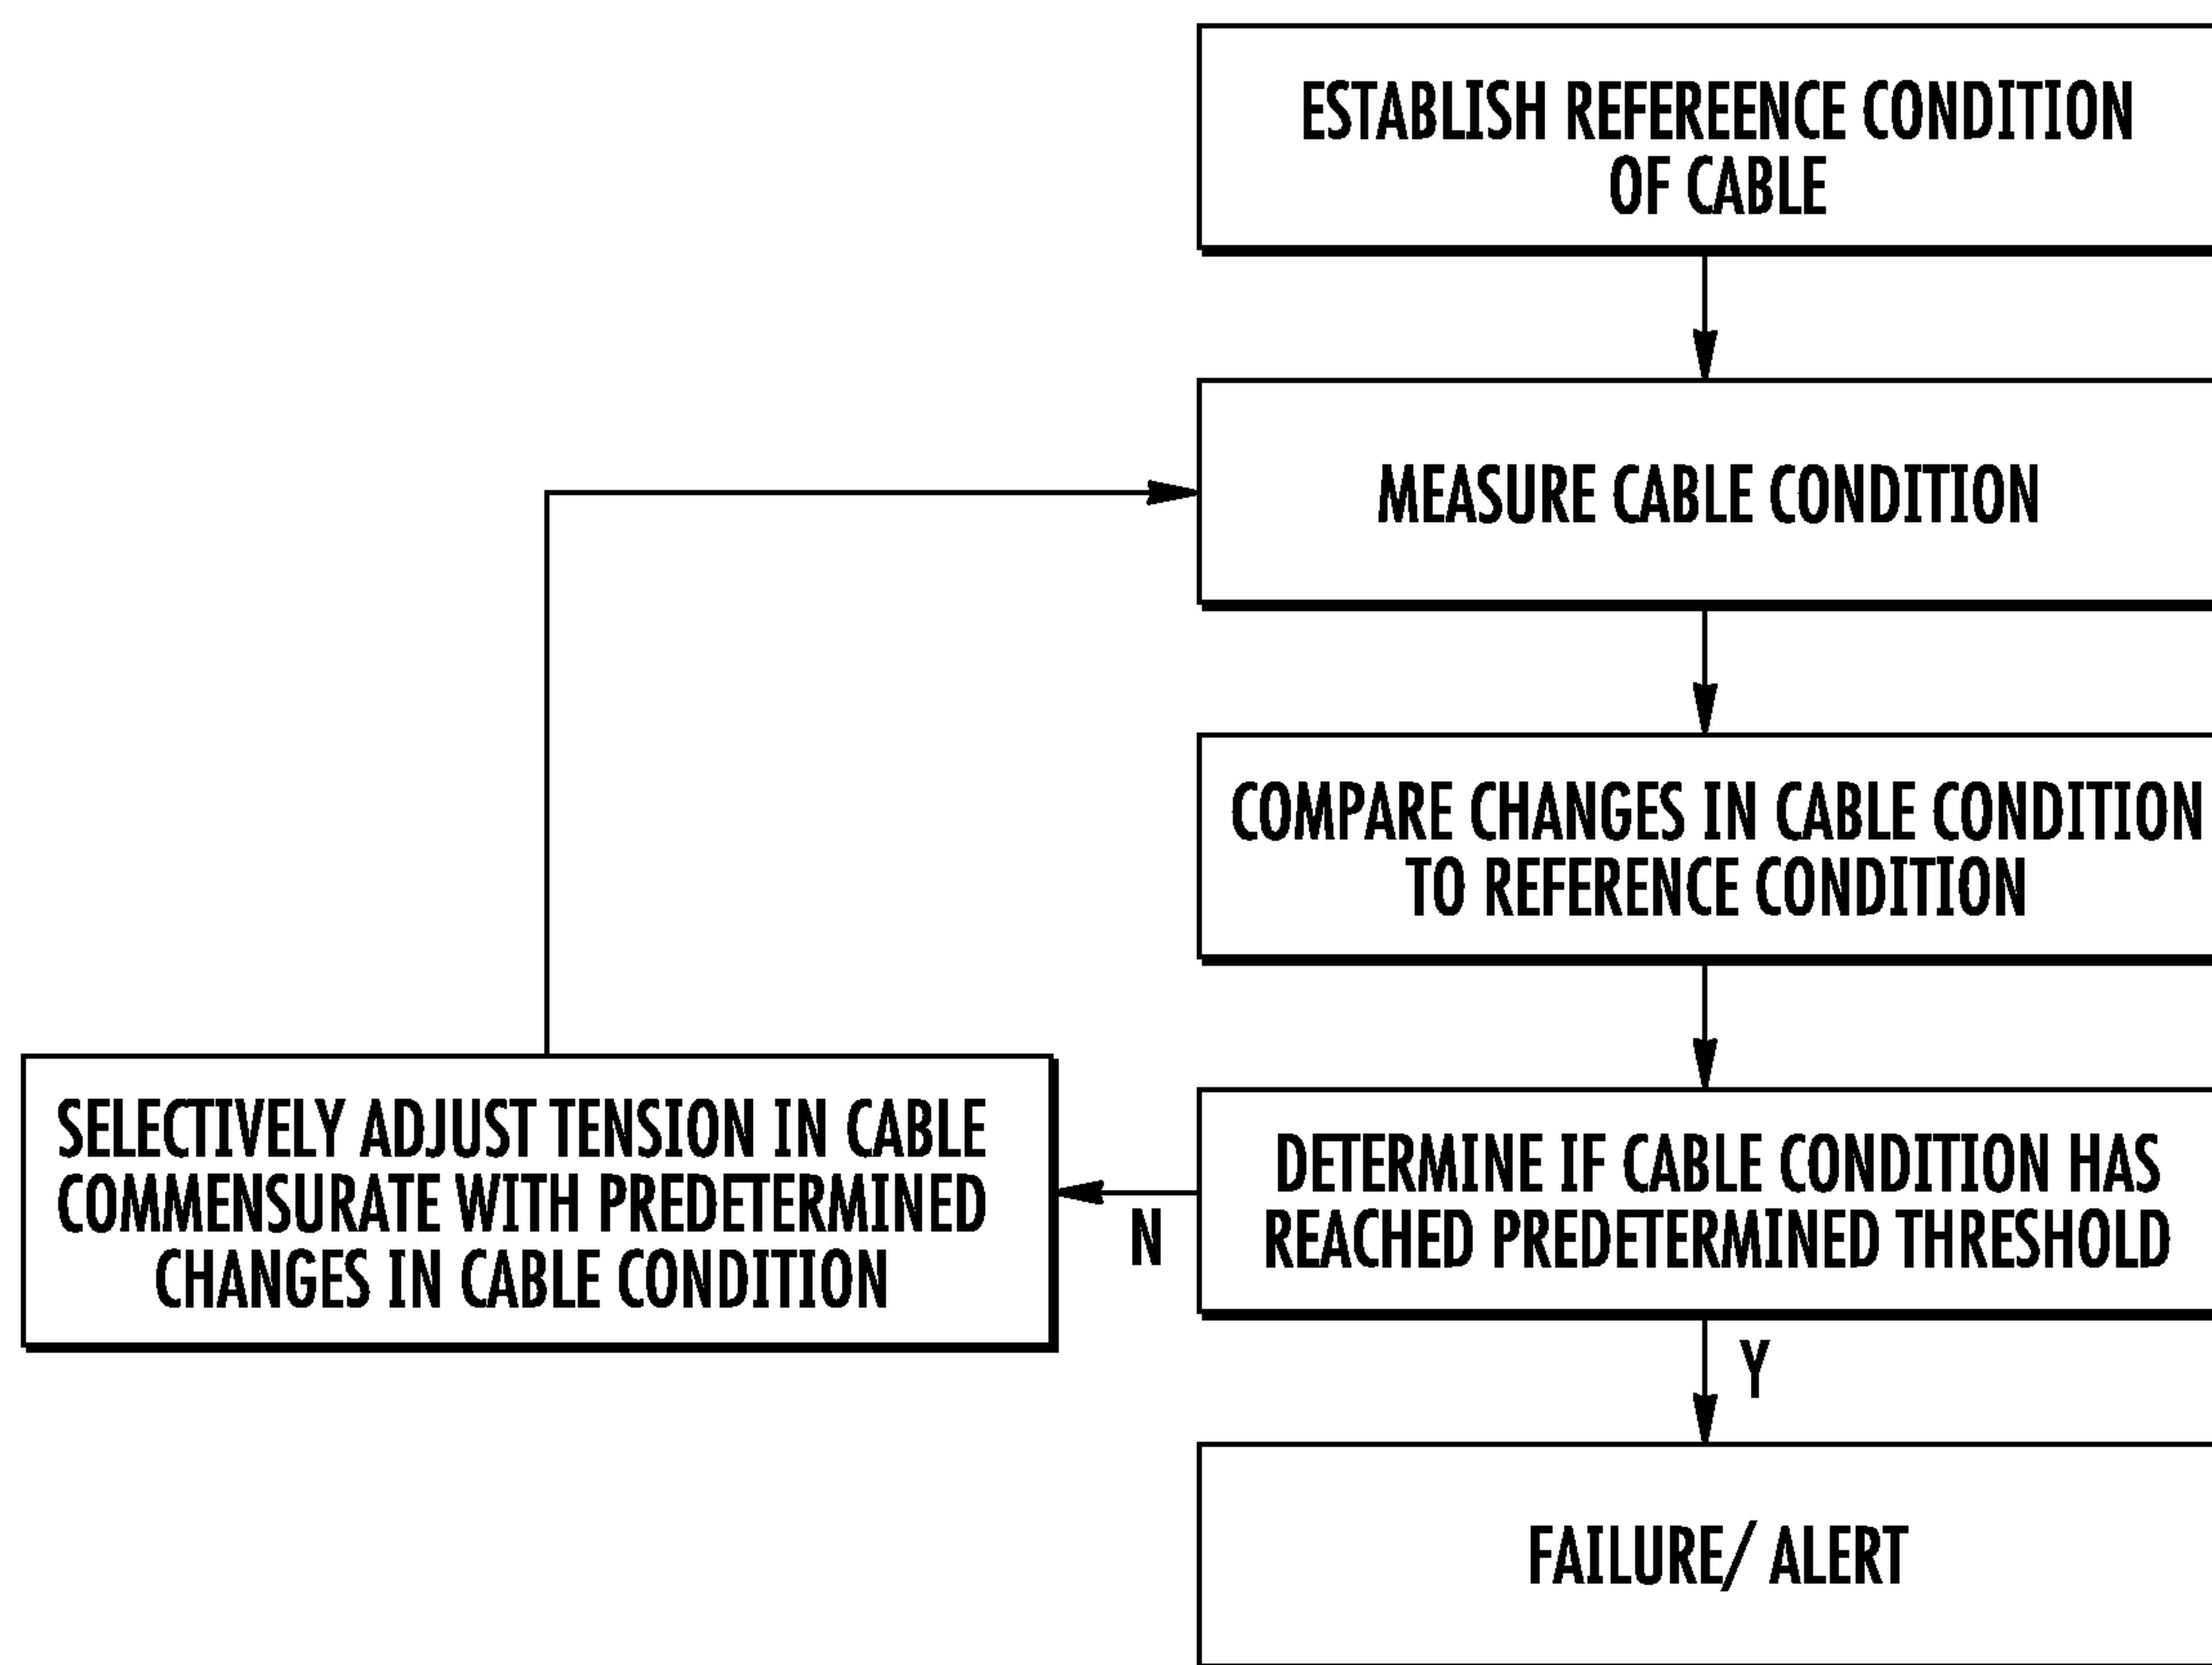 ESTABLISH REFEREENCE CONDITION
OF CABLE
MEASURE CABLE CONDITION
COMPARE CHANGES IN CABLE CONDITION
TO REFERENCE CONDITION
SELECTIVELY ADJUST TENSION IN CABLE
COMMENSURATE WITH PREDETERMINED
CHANGES IN CABLE CONDITION
N
DETERMINE IF CABLE CONDITION HAS
REACHED PREDETERMINED THRESHOLD
Y
FAILURE/ ALERT